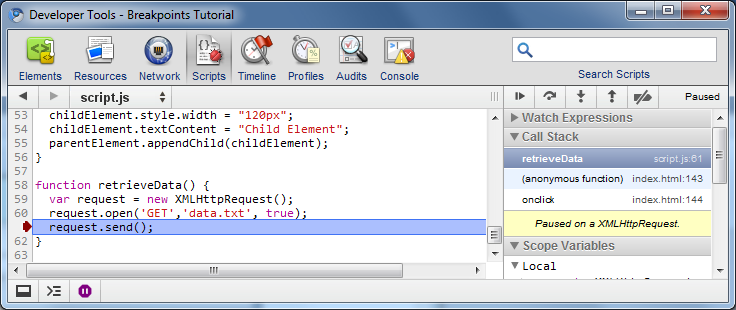 Developer Tools - Breakpoints Tutorial
Elements Resources Network Scripts Timeline Profiles Audits Console
Search Scripts
script.js
Paused
53 childElement.style.width = "120px";
54 childElement.textContent = "Child Element";
55 parentElement.appendChild(childElement);
56 }
57
58 function retrieveData() {
59 var request = new XMLHttpRequest();
60 request.open('GET','data.txt', true);
request.send();
62 }
63
Watch Expressions
Call Stack
retrieveData script.js:61
(anonymous function) index.html:143
onclick index.html:144
Paused on a XMLHttpRequest.
Scope Variables
Local